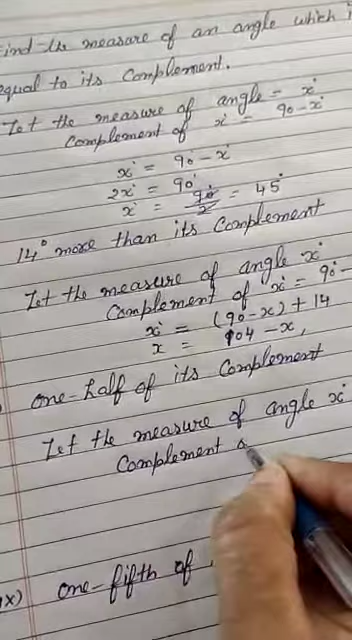 Find the measure of an angle which i
equal to its Complement.
Let the measure of angle = x°
Complement of x° = 90 - x°
x° = 90 - x°
2x° = 90°
x° = 90°/2 = 45°
14° more than its Complement
Let the measure of angle x°
Complement of x° = 90° -
x° = (90 - x) + 14
x = 104 - x,
one-half of its Complement
Let the measure of angle x°
Complement o
(ix) one-fifth of